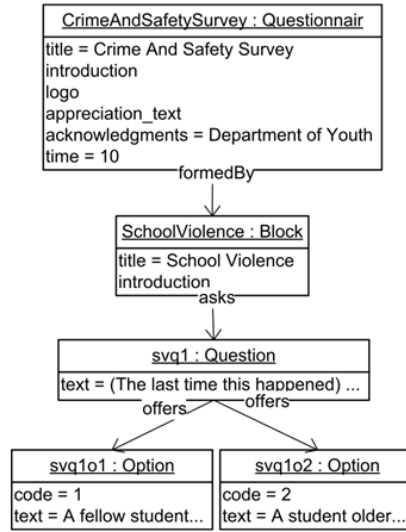 CrimeAndSafetySurvey : Questionnair
title = Crime And Safety Survey
introduction
logo
appreciation_text
acknowledgments = Department of Youth
time = 10
formedBy
SchoolViolence : Block
title = School Violence
introduction
asks
svq1 : Question
text = (The last time this happened) ...
offers
offers
svq1o1 : Option
code = 1
text = A fellow student...
svq1o2 : Option
code = 2
text = A student older...